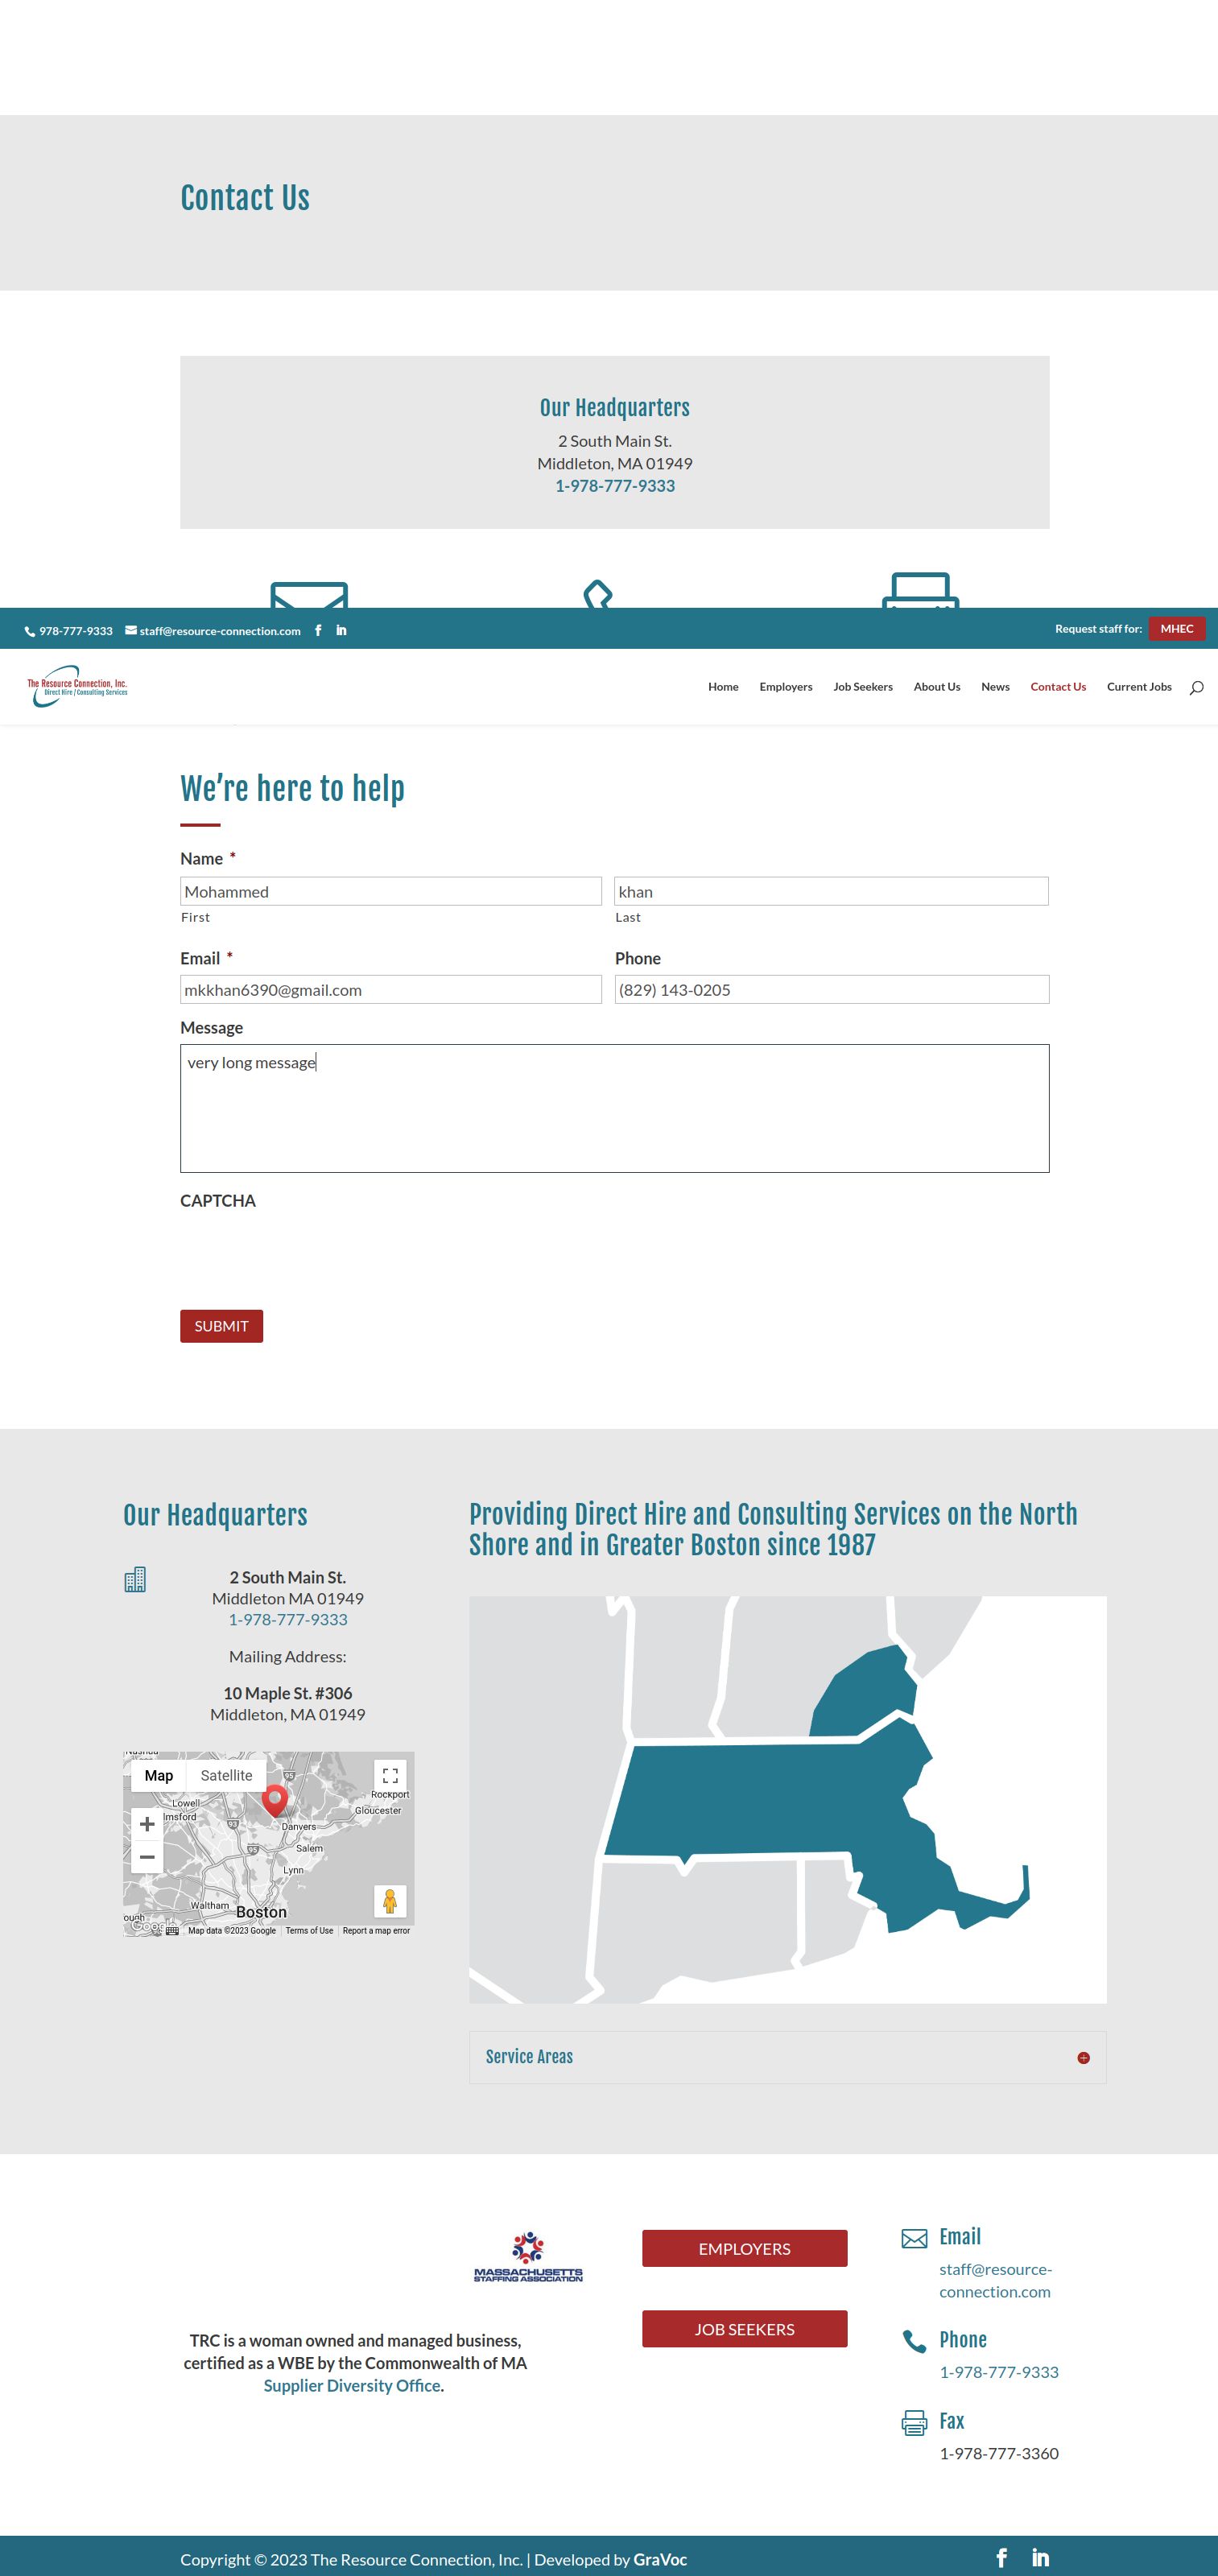 Contact Us
Our Headquarters
2 South Main St.
Middleton, MA 01949
1-978-777-9333
978-777-9333 staff@resource-connection.com Request staff for: MHEC
The Resource Connection, Inc.
Direct Hire / Consulting Services
Home Employers Job Seekers About Us News Contact Us Current Jobs
We’re here to help
Name *
Mohammed khan
First Last
Email * Phone
mkkhan6390@gmail.com (829) 143-0205
Message
very long message
CAPTCHA
SUBMIT
Our Headquarters
2 South Main St.
Middleton MA 01949
1-978-777-9333
Mailing Address:
10 Maple St. #306
Middleton, MA 01949
Map Satellite
95
Rockport
Lowell
Gloucester
lmsford
93
Danvers
95
Salem
Lynn
Waltham
Boston
ough
Google
Map data ©2023 Google Terms of Use Report a map error
Providing Direct Hire and Consulting Services on the North
Shore and in Greater Boston since 1987
Service Areas
MASSACHUSETTS
STAFFING ASSOCIATION
TRC is a woman owned and managed business,
certified as a WBE by the Commonwealth of MA
Supplier Diversity Office.
EMPLOYERS
JOB SEEKERS
Email
staff@resource-
connection.com
Phone
1-978-777-9333
Fax
1-978-777-3360
Copyright © 2023 The Resource Connection, Inc. | Developed by GraVoc